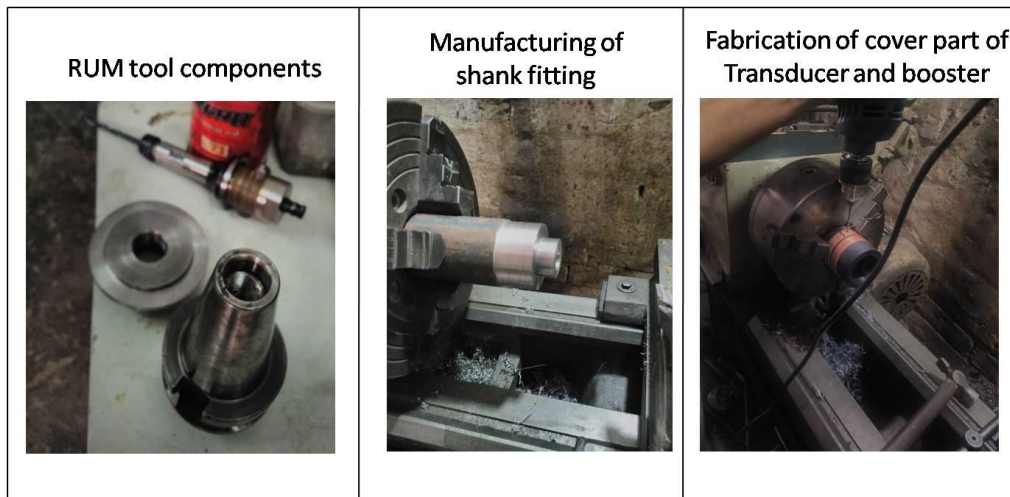 RUM tool components
Manufacturing of
shank fitting
Fabrication of cover part of
Transducer and booster